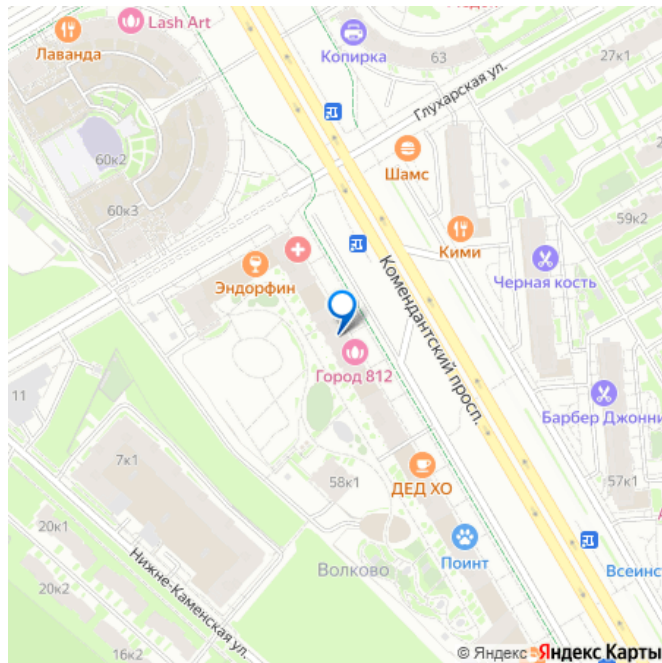 Lash Art
Лаванда
Копирка
63
27к1
Глухарская ул.
60к2
Шамс
60к3
59к2
Кими
Черная кость
Эндорфин
Комендантский просп.
Город 812
11
Барбер Джонни
7к1
58к1
57к1
ДЕД ХО
20к1
Нижне-Каменская ул.
Волково
Поинт
Всеинс
20к2
16к2
© Яндекс
Яндекс Карты